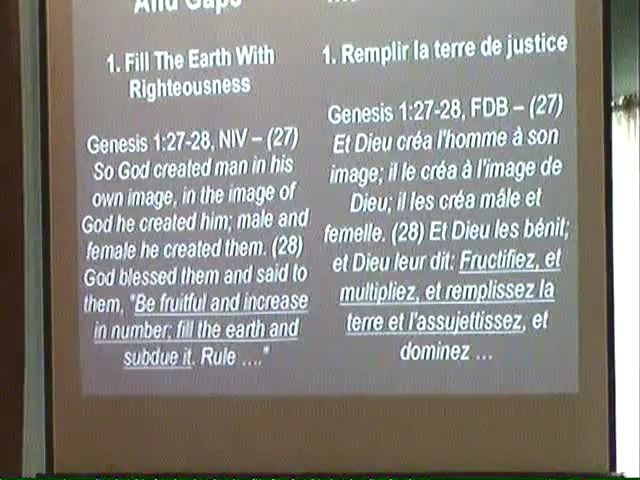 And Gaps
1. Fill The Earth With
Righteousness
Genesis 1:27-28, NIV – (27)
So God created man in his
own image, in the image of
God he created him; male and
female he created them. (28)
God blessed them and said to
them, "Be fruitful and increase
in number; fill the earth and
subdue it. Rule …."
1. Remplir la terre de justice
Genesis 1:27-28, FDB – (27)
Et Dieu créa l'homme à son
image; il le créa à l'image de
Dieu; il les créa mâle et
femelle. (28) Et Dieu les bénit;
et Dieu leur dit: Fructifiez, et
multipliez, et remplissez la
terre et l'assujettissez, et
dominez …